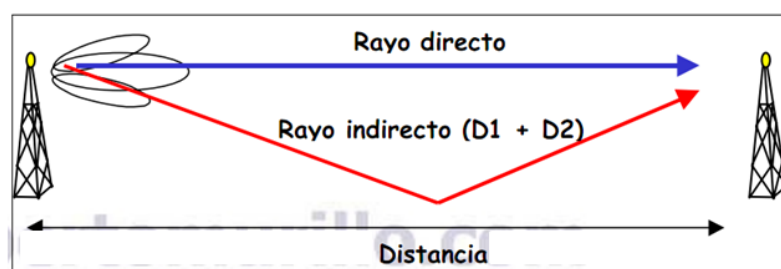 Rayo directo
Rayo indirecto (D1 + D2)
Distancia